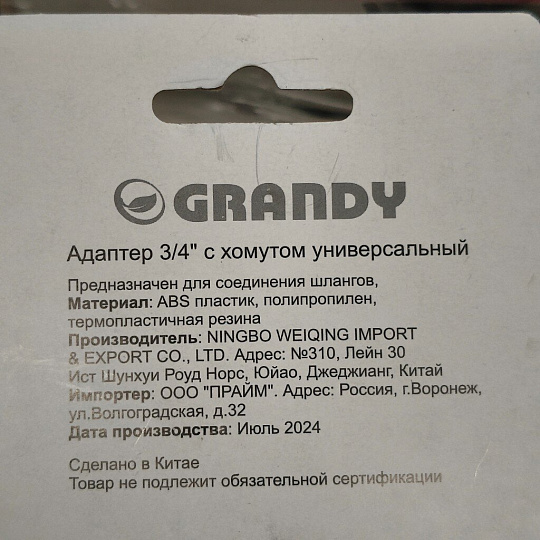 GRANDY
Адаптер 3/4" с хомутом универсальный
Предназначен для соединения шлангов,
Материал: ABS пластик, полипропилен,
термопластичная резина
Производитель: NINGBO WEIQING IMPORT
& EXPORT CO., LTD. Адрес: №310, Лейн 30
Ист Шунхуи Роуд Норс, Юйао, Джеджианг, Китай
Импортер: ООО "ПРАЙМ". Адрес: Россия, г.Воронеж,
ул.Волгоградская, д.32
Дата производства: Июль 2024
Сделано в Китае
Товар не подлежит обязательной сертификации